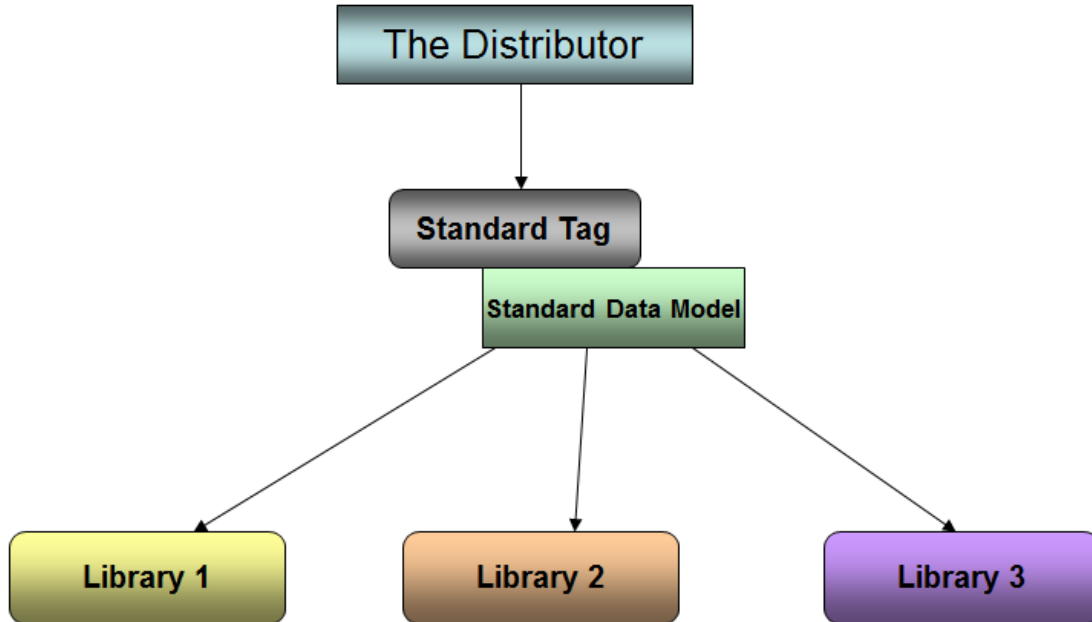 The Distributor
Standard Tag
Standard Data Model
Library 1
Library 2
Library 3